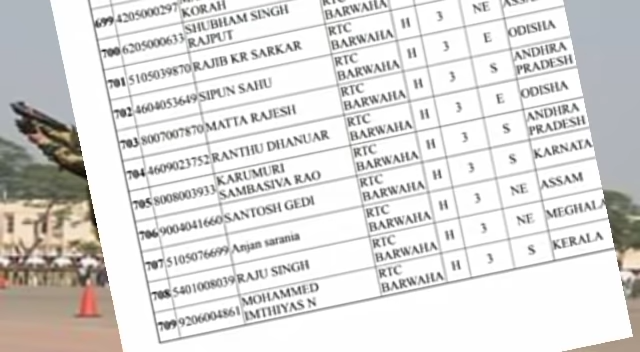 KORAH
699 4205000297
SHUBHAM SINGH
700 6205000633 RAJPUT
RTC
701 5105039870 RAJIB KR SARKAR BARWAHA H 3 NE
RTC
702 4604053649 SIPUN SAHU BARWAHA H 3 E ODISHA
RTC ANDHRA
703 8007007870 MATTA RAJESH BARWAHA H 3 S PRADESH
RTC
704 4609023752 RANTHU DHANUAR BARWAHA H 3 E ODISHA
KARUMURI RTC ANDHRA
705 8008003933 SAMBASIVA RAO BARWAHA H 3 S PRADESH
RTC
706 9004041660 SANTOSH GEDI BARWAHA H 3 S KARNATA
RTC
707 5105076699 Anjan sarania BARWAHA H 3 NE ASSAM
RTC
708 5401008039 RAJU SINGH BARWAHA H 3 NE MEGHALA
MOHAMMED RTC
709 9206004861 IMTHIYAS N BARWAHA H 3 S KERALA